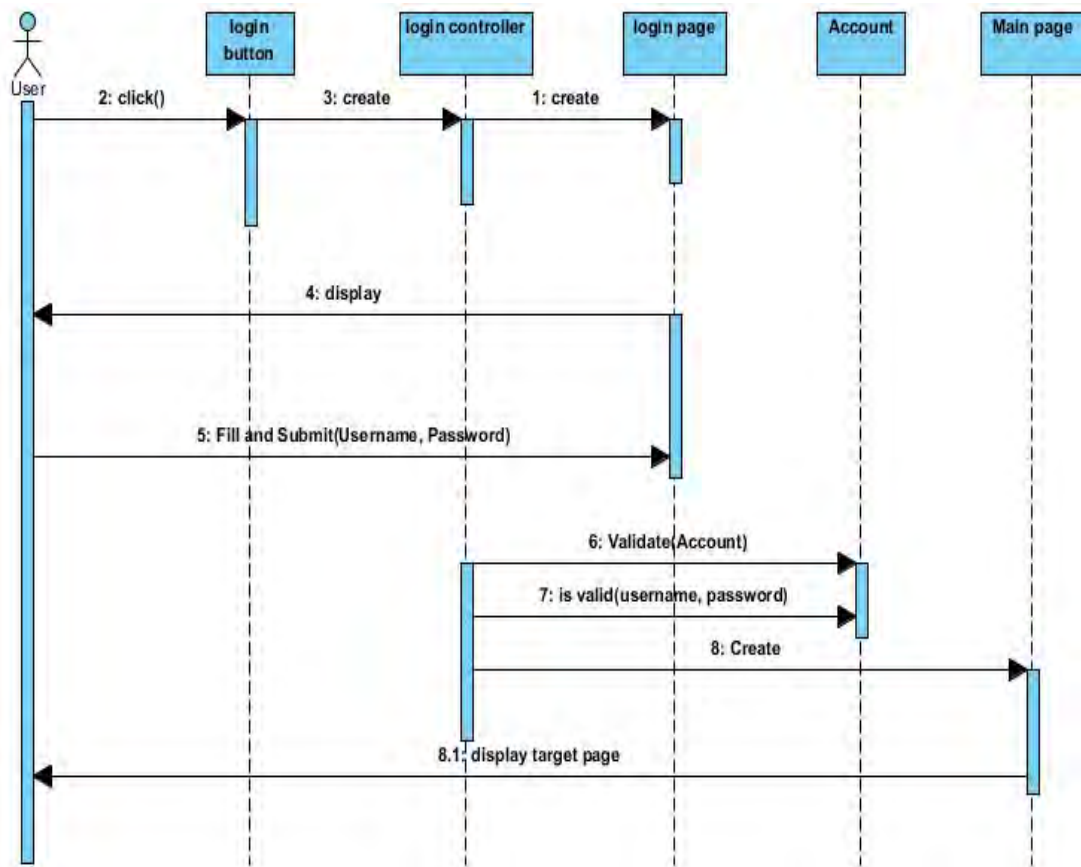 login
button
login controller
login page
Account
Main page
User
2: click()
3: create
1: create
4: display
5: Fill and Submit(Username, Password)
6: Validate(Account)
7: is valid(username, password)
8: Create
8.1: display target page